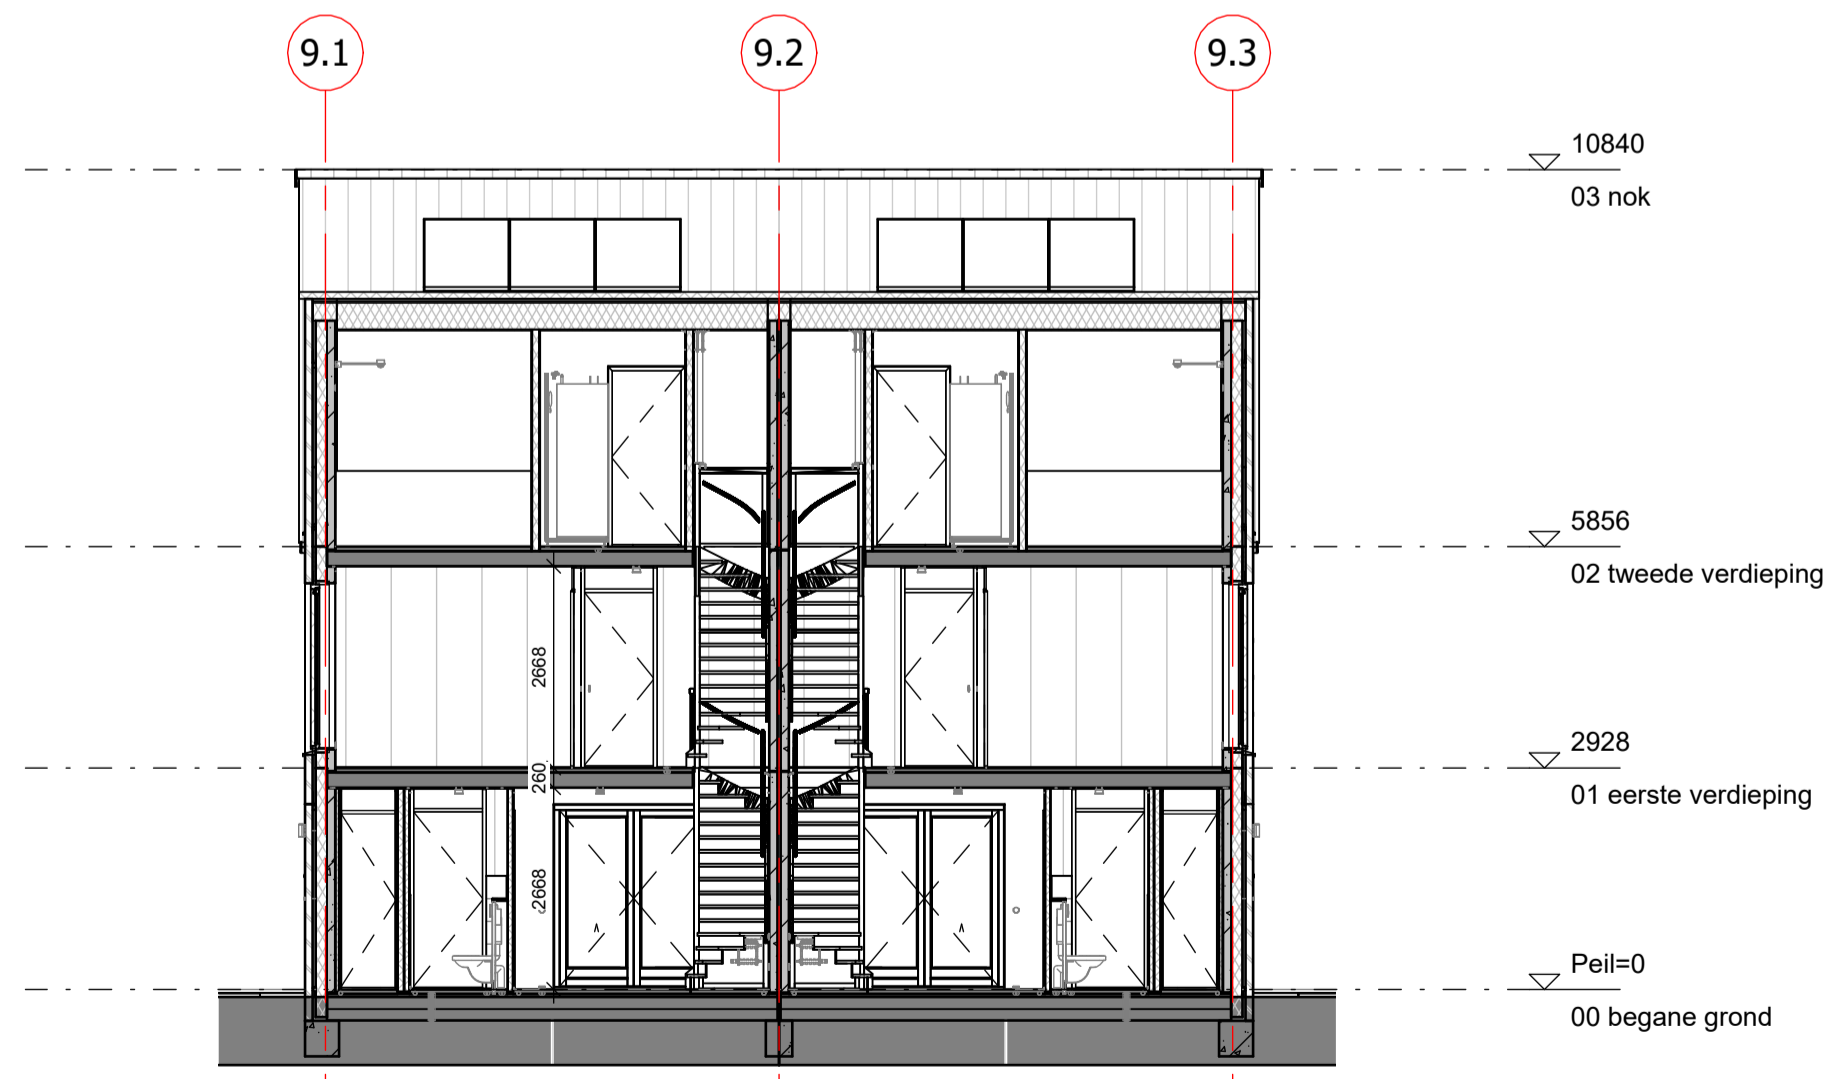 9.1
9.2
9.3
10840
03 nok
5856
02 tweede verdieping
2668
2928
01 eerste verdieping
260
2668
Peil=0
00 begane grond